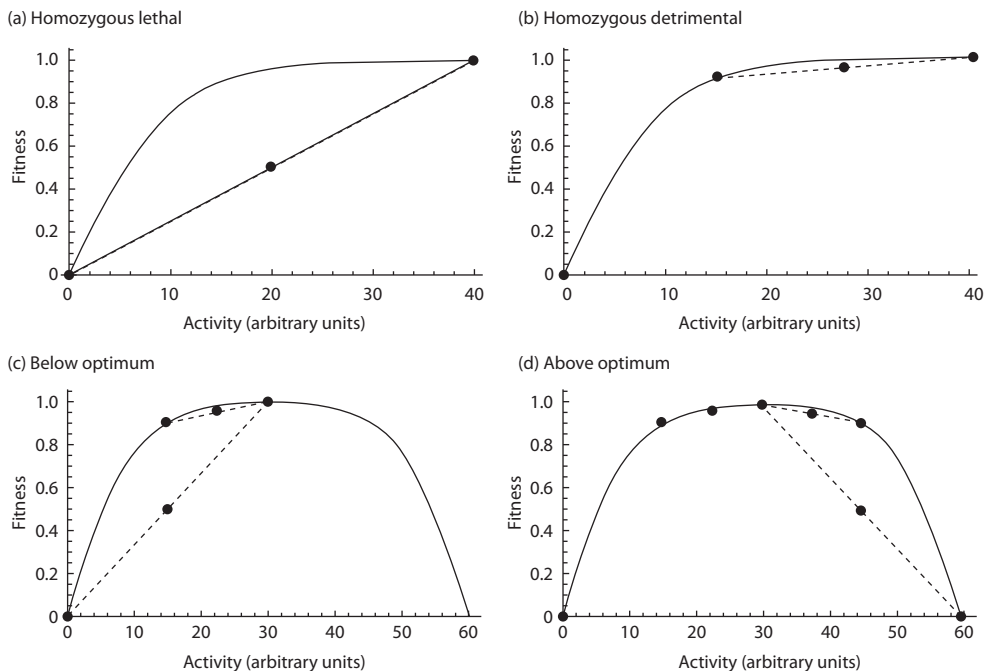 (a) Homozygous lethal
1.0
0.8
0.6
0.4
0.2
0
Fitness
0 10 20 30 40
Activity (arbitrary units)
(b) Homozygous detrimental
1.0
0.8
0.6
0.4
0.2
0
Fitness
0 10 20 30 40
Activity (arbitrary units)
(c) Below optimum
1.0
0.8
0.6
0.4
0.2
0
Fitness
0 10 20 30 40 50 60
Activity (arbitrary units)
(d) Above optimum
1.0
0.8
0.6
0.4
0.2
0
Fitness
0 10 20 30 40 50 60
Activity (arbitrary units)